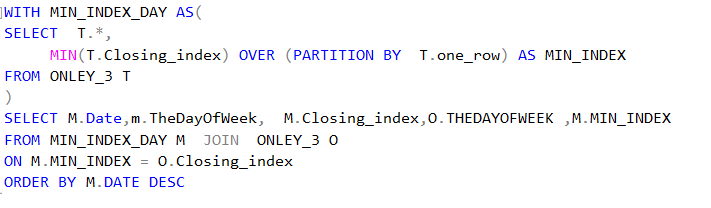 WITH MIN_INDEX_DAY AS(
SELECT  T.*,
     MIN(T.Closing_index) OVER (PARTITION BY  T.one_row) AS MIN_INDEX
FROM ONLEY_3 T
)
SELECT M.Date,m.TheDayOfWeek,  M.Closing_index,O.THEDAYOFWEEK ,M.MIN_INDEX
FROM MIN_INDEX_DAY M  JOIN  ONLEY_3 O
ON M.MIN_INDEX = O.Closing_index
ORDER BY M.DATE DESC